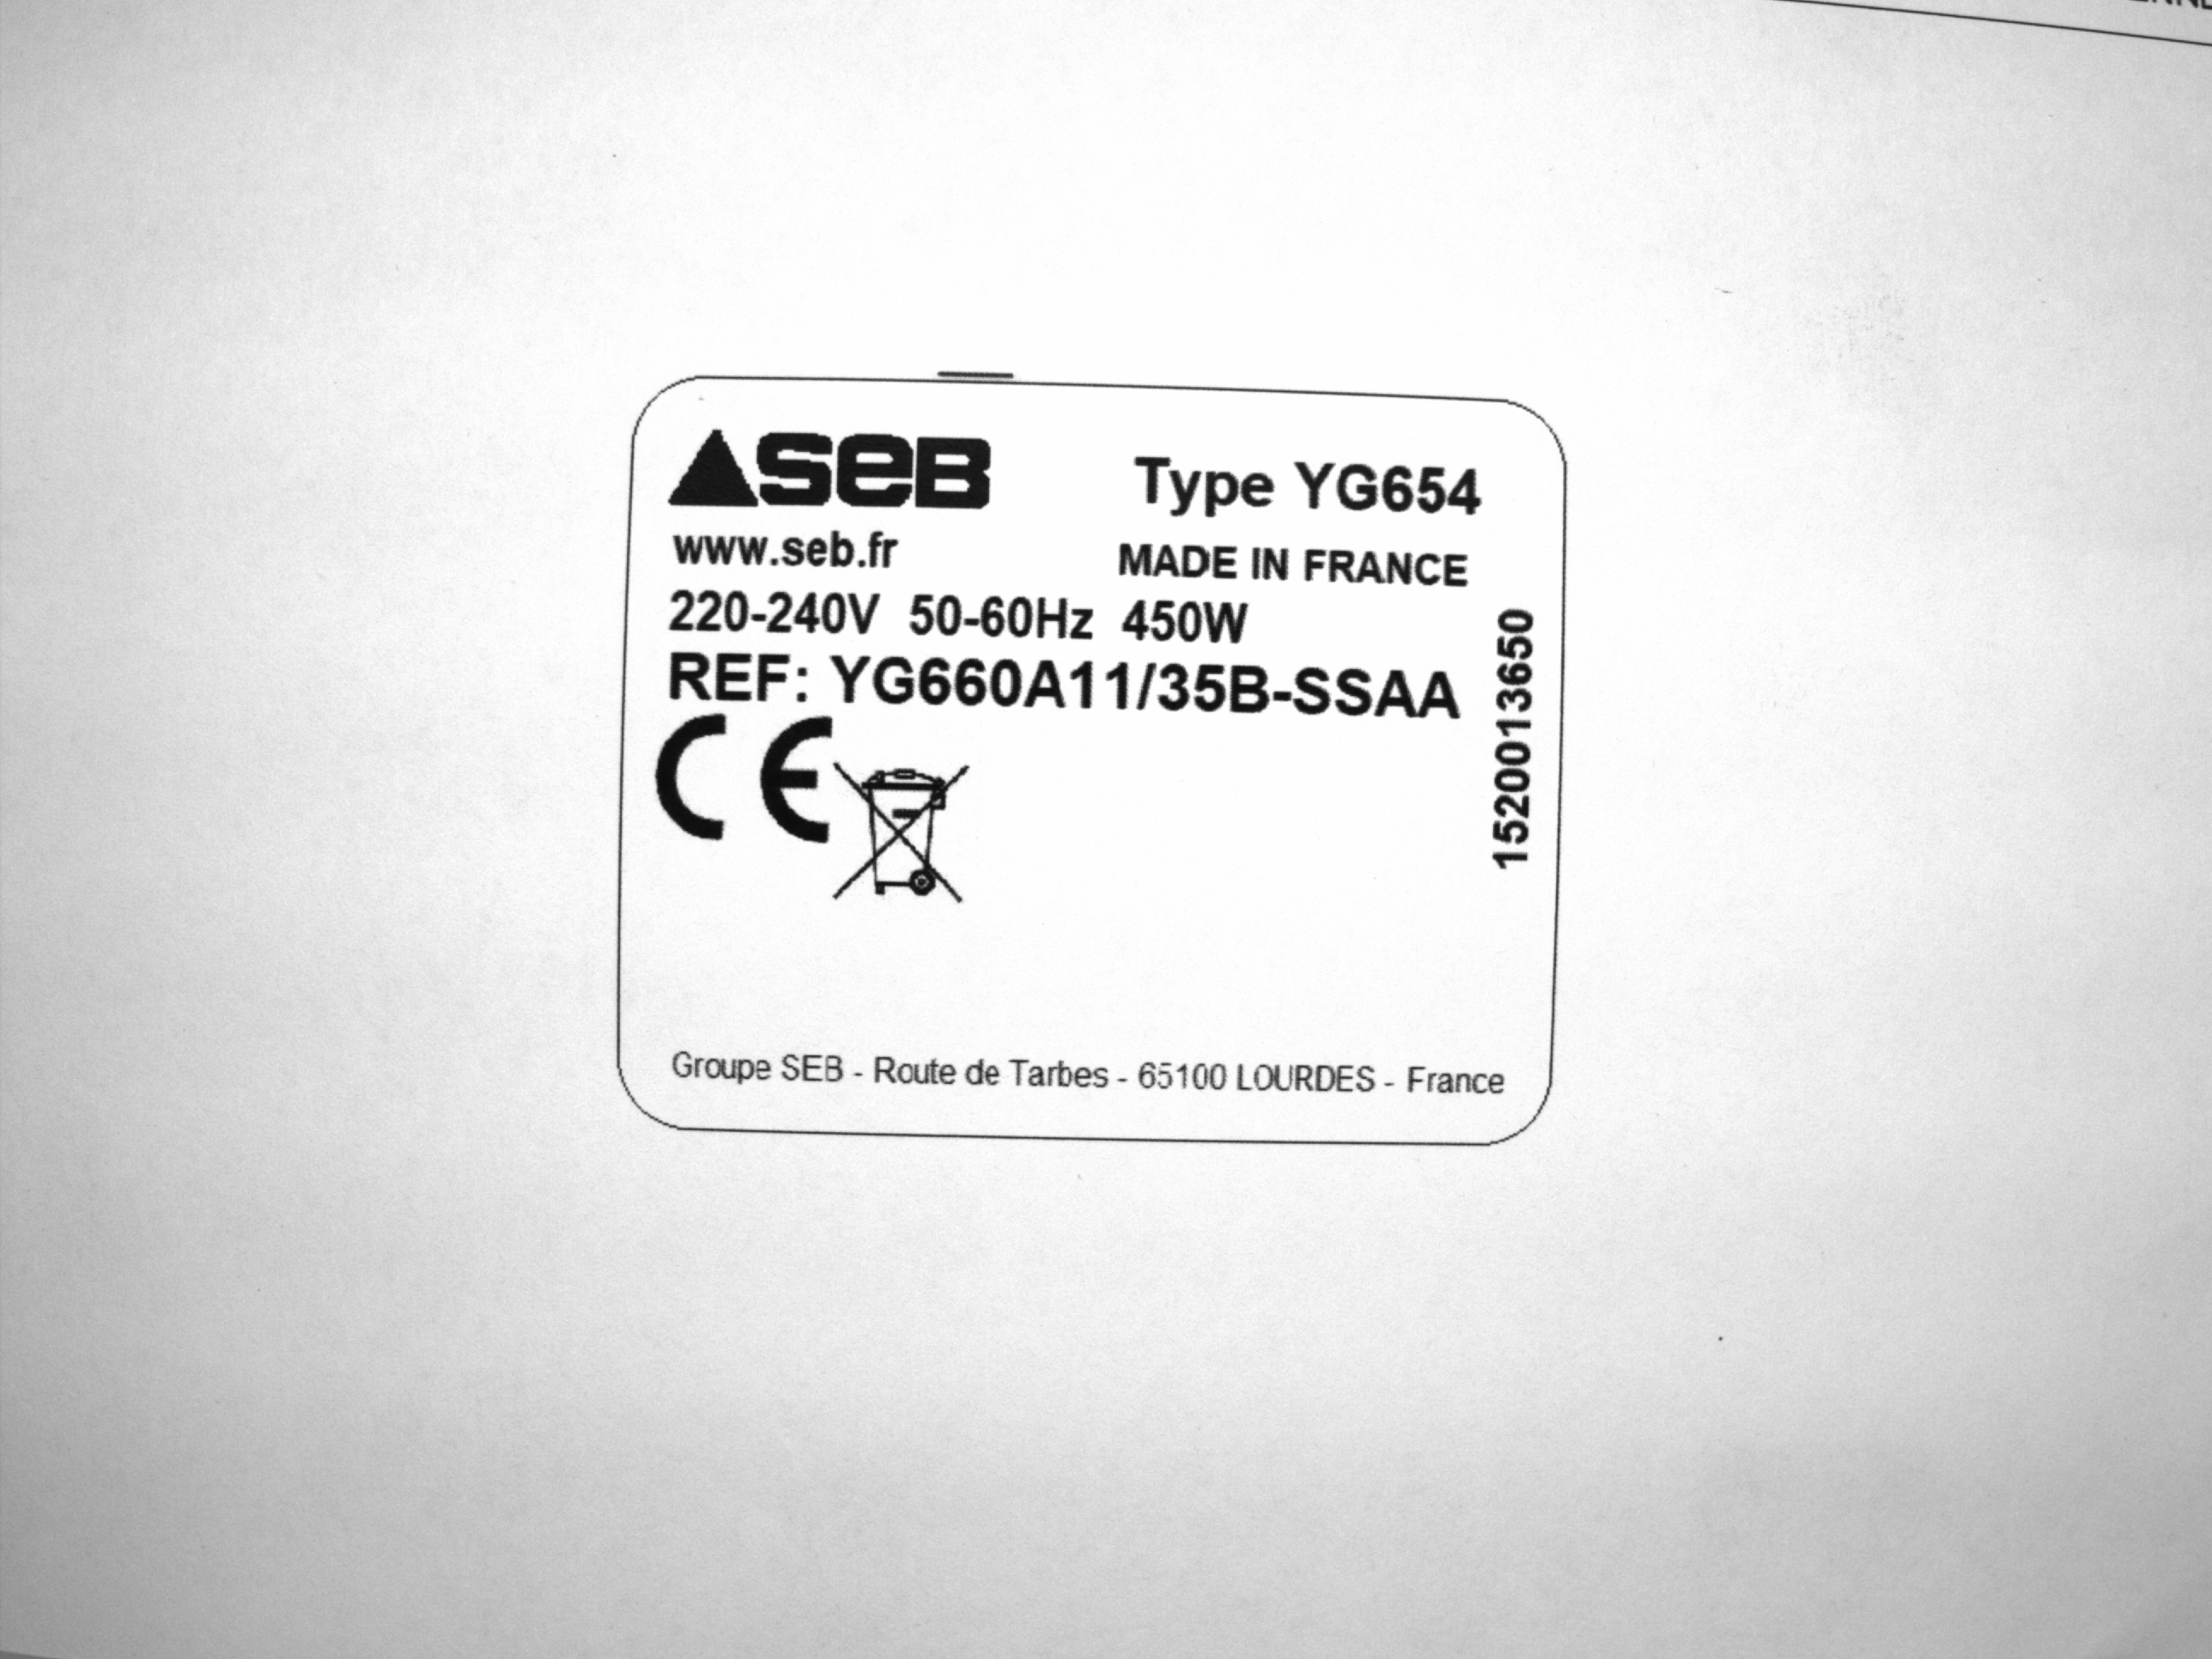 SEB
Type YG654
www.seb.fr
MADE IN FRANCE
220-240V 50-60Hz 450W
REF: YG660A11/35B-SSAA
CE
1520013650
Groupe SEB - Route de Tarbes - 65100 LOURDES - France